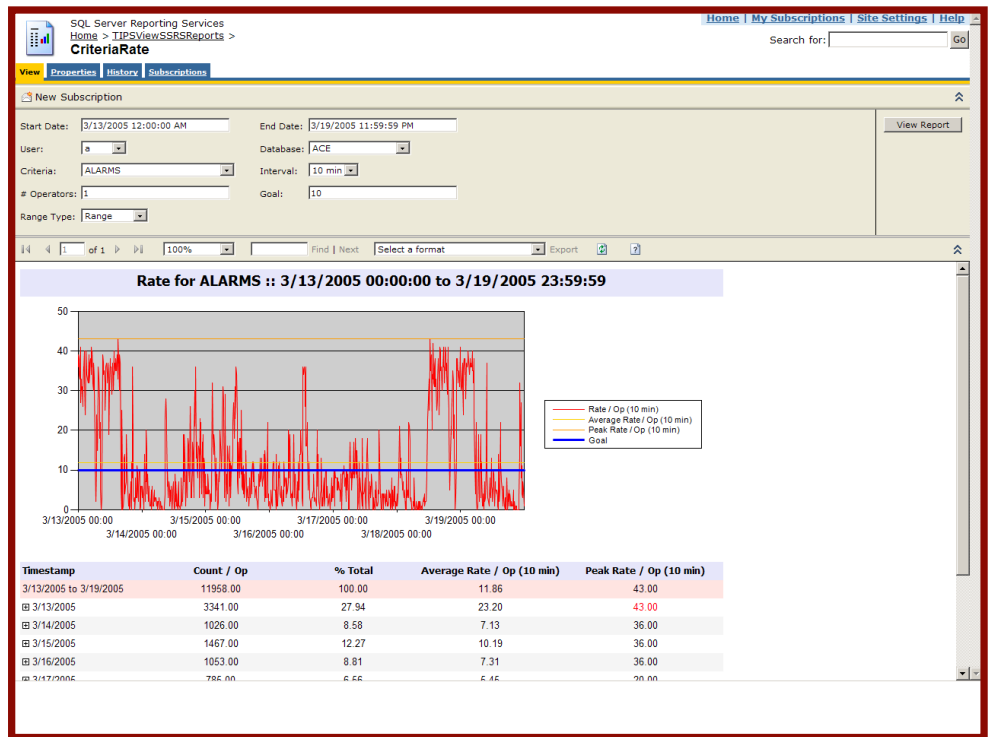 SQL Server Reporting Services
Home > TIPSViewSSRSReports >
CriteriaRate
Home | My Subscriptions | Site Settings | Help
Search for: Go
View Properties History Subscriptions
New Subscription
Start Date: 3/13/2005 12:00:00 AM End Date: 3/19/2005 11:59:59 PM View Report
User: a Database: ACE
Criteria: ALARMS Interval: 10 min
# Operators: 1 Goal: 10
Range Type: Range
1 of 1 100% Find | Next Select a format Export
Rate for ALARMS :: 3/13/2005 00:00:00 to 3/19/2005 23:59:59
50
40
30
20
10
0
3/13/2005 00:00 3/15/2005 00:00 3/17/2005 00:00 3/19/2005 00:00
3/14/2005 00:00 3/16/2005 00:00 3/18/2005 00:00
Rate / Op (10 min)
Average Rate / Op (10 min)
Peak Rate / Op (10 min)
Goal
Timestamp Count / Op % Total Average Rate / Op (10 min) Peak Rate / Op (10 min)
3/13/2005 to 3/19/2005 11958.00 100.00 11.86 43.00
3/13/2005 3341.00 27.94 23.20 43.00
3/14/2005 1026.00 8.58 7.13 36.00
3/15/2005 1467.00 12.27 10.19 36.00
3/16/2005 1053.00 8.81 7.31 36.00
3/17/2005